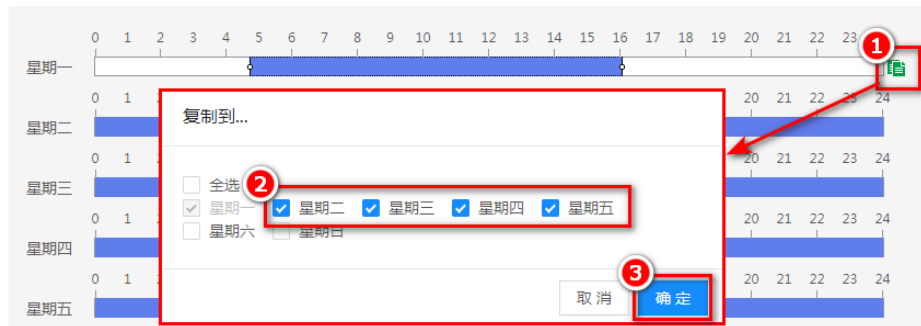 0 1 2 3 4 5 6 7 8 9 10 11 12 13 14 15 16 17 18 19 20 21 22 23
1
星期一
0 1 20 21 22 23 24
复制到...
星期二
0 1 20 21 22 23 24
全选
2
星期三
星期一 星期二 星期三 星期四 星期五
0 1 20 21 22 23 24
星期六 星期日
星期四
3
0 1 20 21 22 23 24
取消 确定
星期五